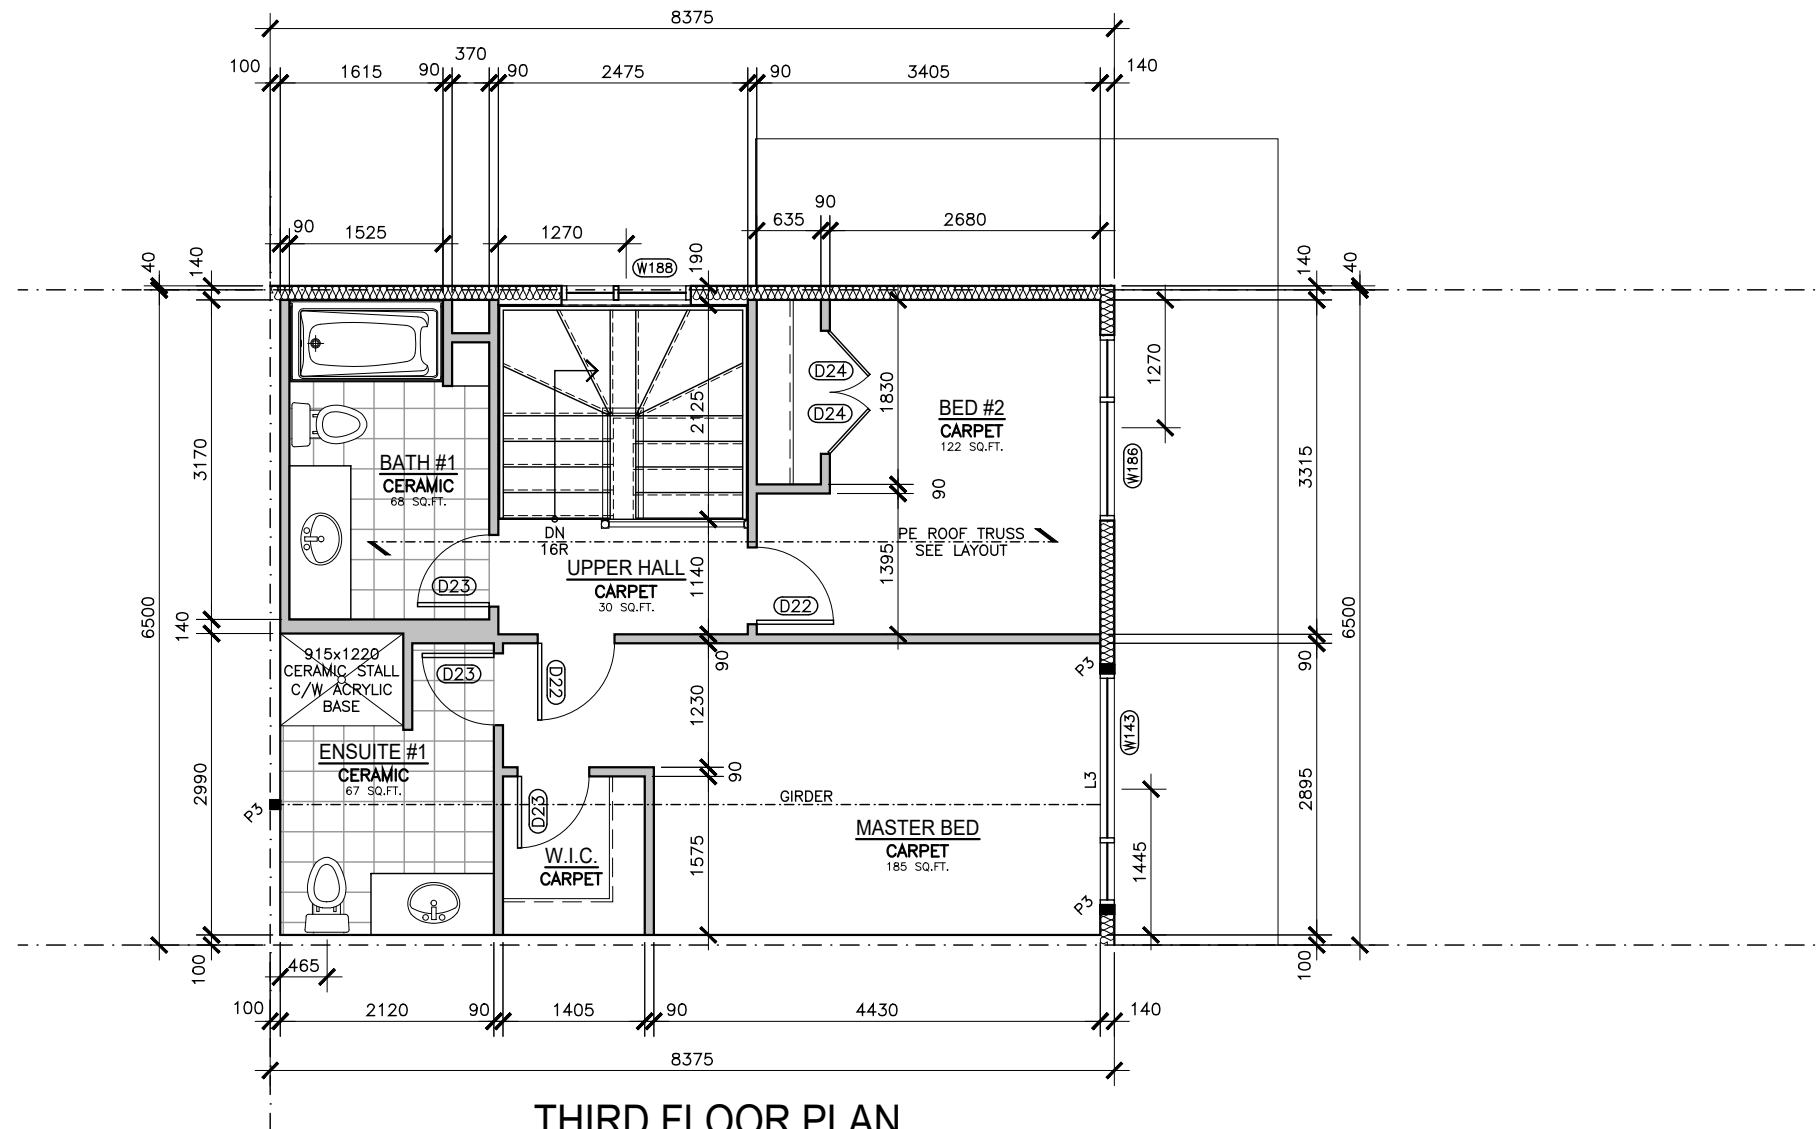 8375
100
1615
90
370
90
2475
90
3405
140
90
635
2680
90
1525
1270
W188
190
40
140
140
40
1270
D24
D24
1830
2125
BED #2
CARPET
122 SQ.FT.
BATH #1
CERAMIC
68 SQ.FT.
3170
W186
3315
90
DN
16R
PE ROOF TRUSS
SEE LAYOUT
1395
1140
UPPER HALL
CARPET
30 SQ.FT.
D23
D22
6500
140
6500
915x1220
CERAMIC STALL
C/W ACRYLIC
BASE
D23
D22
90
P3
90
1230
W143
ENSUITE #1
CERAMIC
67 SQ.FT.
2990
90
L3
P3
D23
GIRDER
2895
MASTER BED
CARPET
185 SQ.FT.
W.I.C.
CARPET
1575
1445
P3
100
465
100
100
2120
90
1405
90
4430
140
8375
THIRD FLOOR PLAN